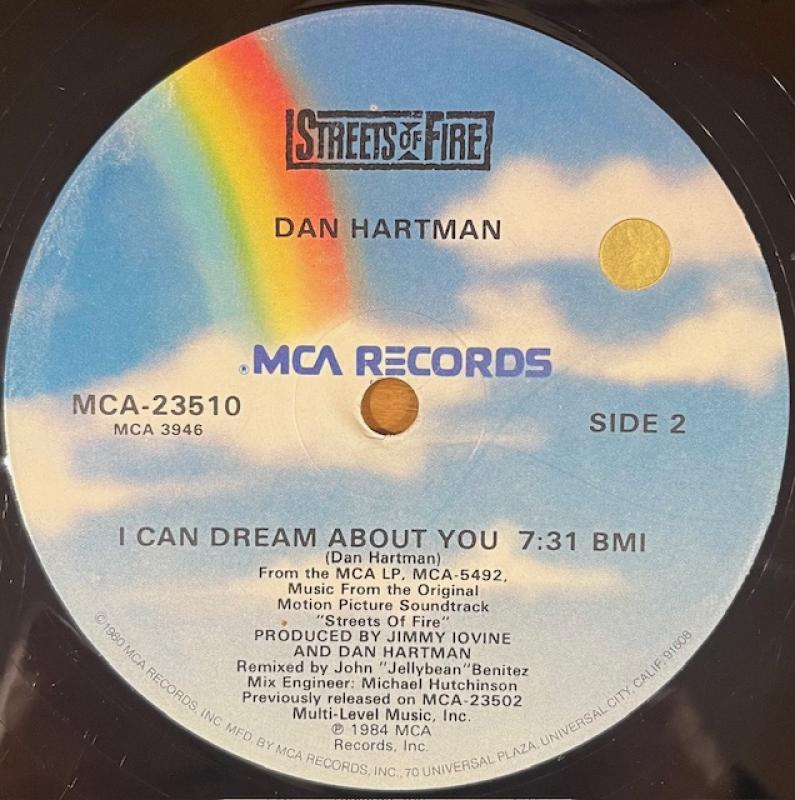 STREETS OF FIRE
DAN HARTMAN
®MCA RECORDS
MCA-23510
MCA 3946
SIDE 2
I CAN DREAM ABOUT YOU 7:31 BMI
(Dan Hartman)
From the MCA LP, MCA-5492,
Music From the Original
Motion Picture Soundtrack
"Streets Of Fire"
PRODUCED BY JIMMY IOVINE
AND DAN HARTMAN
Remixed by John "Jellybean"Benitez
Mix Engineer: Michael Hutchinson
Previously released on MCA-23502
Multi-Level Music, Inc.
℗ 1984 MCA
Records, Inc.
©1980 MCA RECORDS, INC MFD. BY MCA RECORDS, INC., 70 UNIVERSAL PLAZA, UNIVERSAL CITY, CALIF. 91608